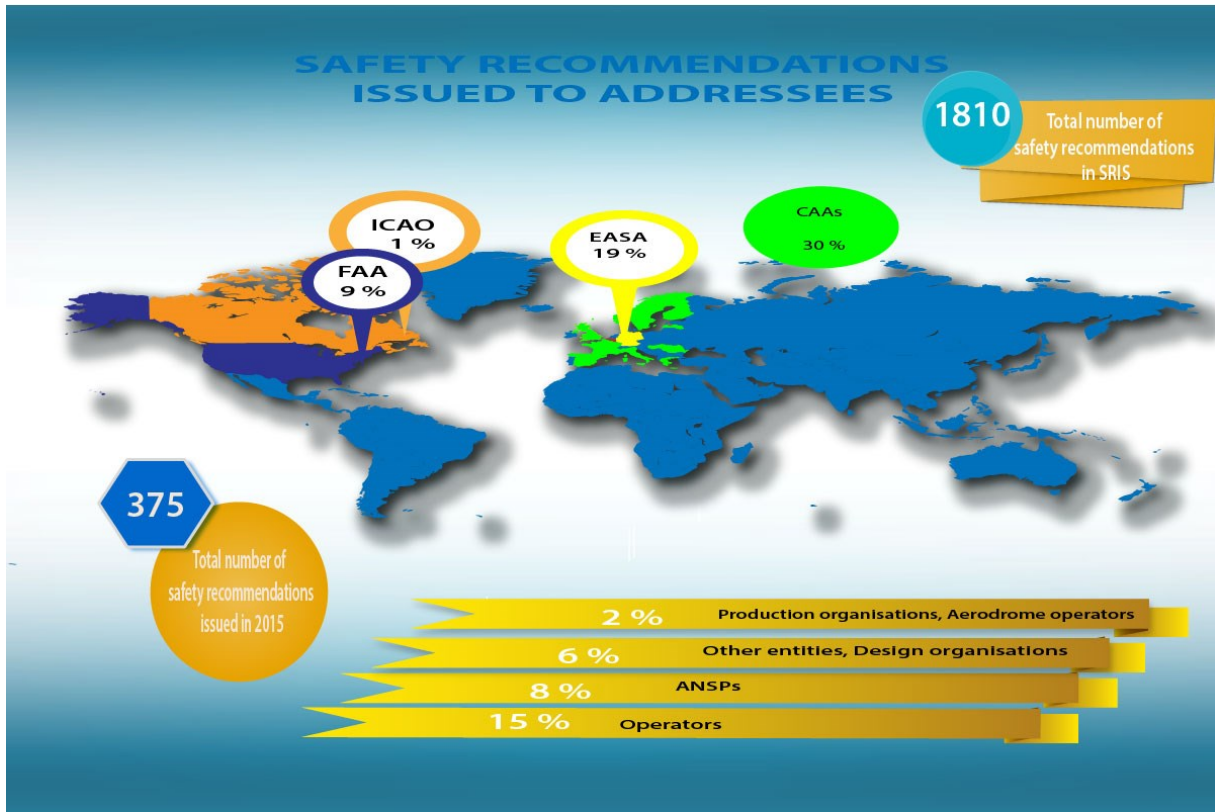 SAFETY RECOMMENDATIONS
ISSUED TO ADDRESSEES
1810
Total number of
safety recommendations
in SRIS
ICAO
1 %
FAA
9 %
EASA
19 %
CAAs
30 %
375
Total number of
safety recommendations
issued in 2015
2 % Production organisations, Aerodrome operators
6 % Other entities, Design organisations
8 % ANSPs
15 % Operators